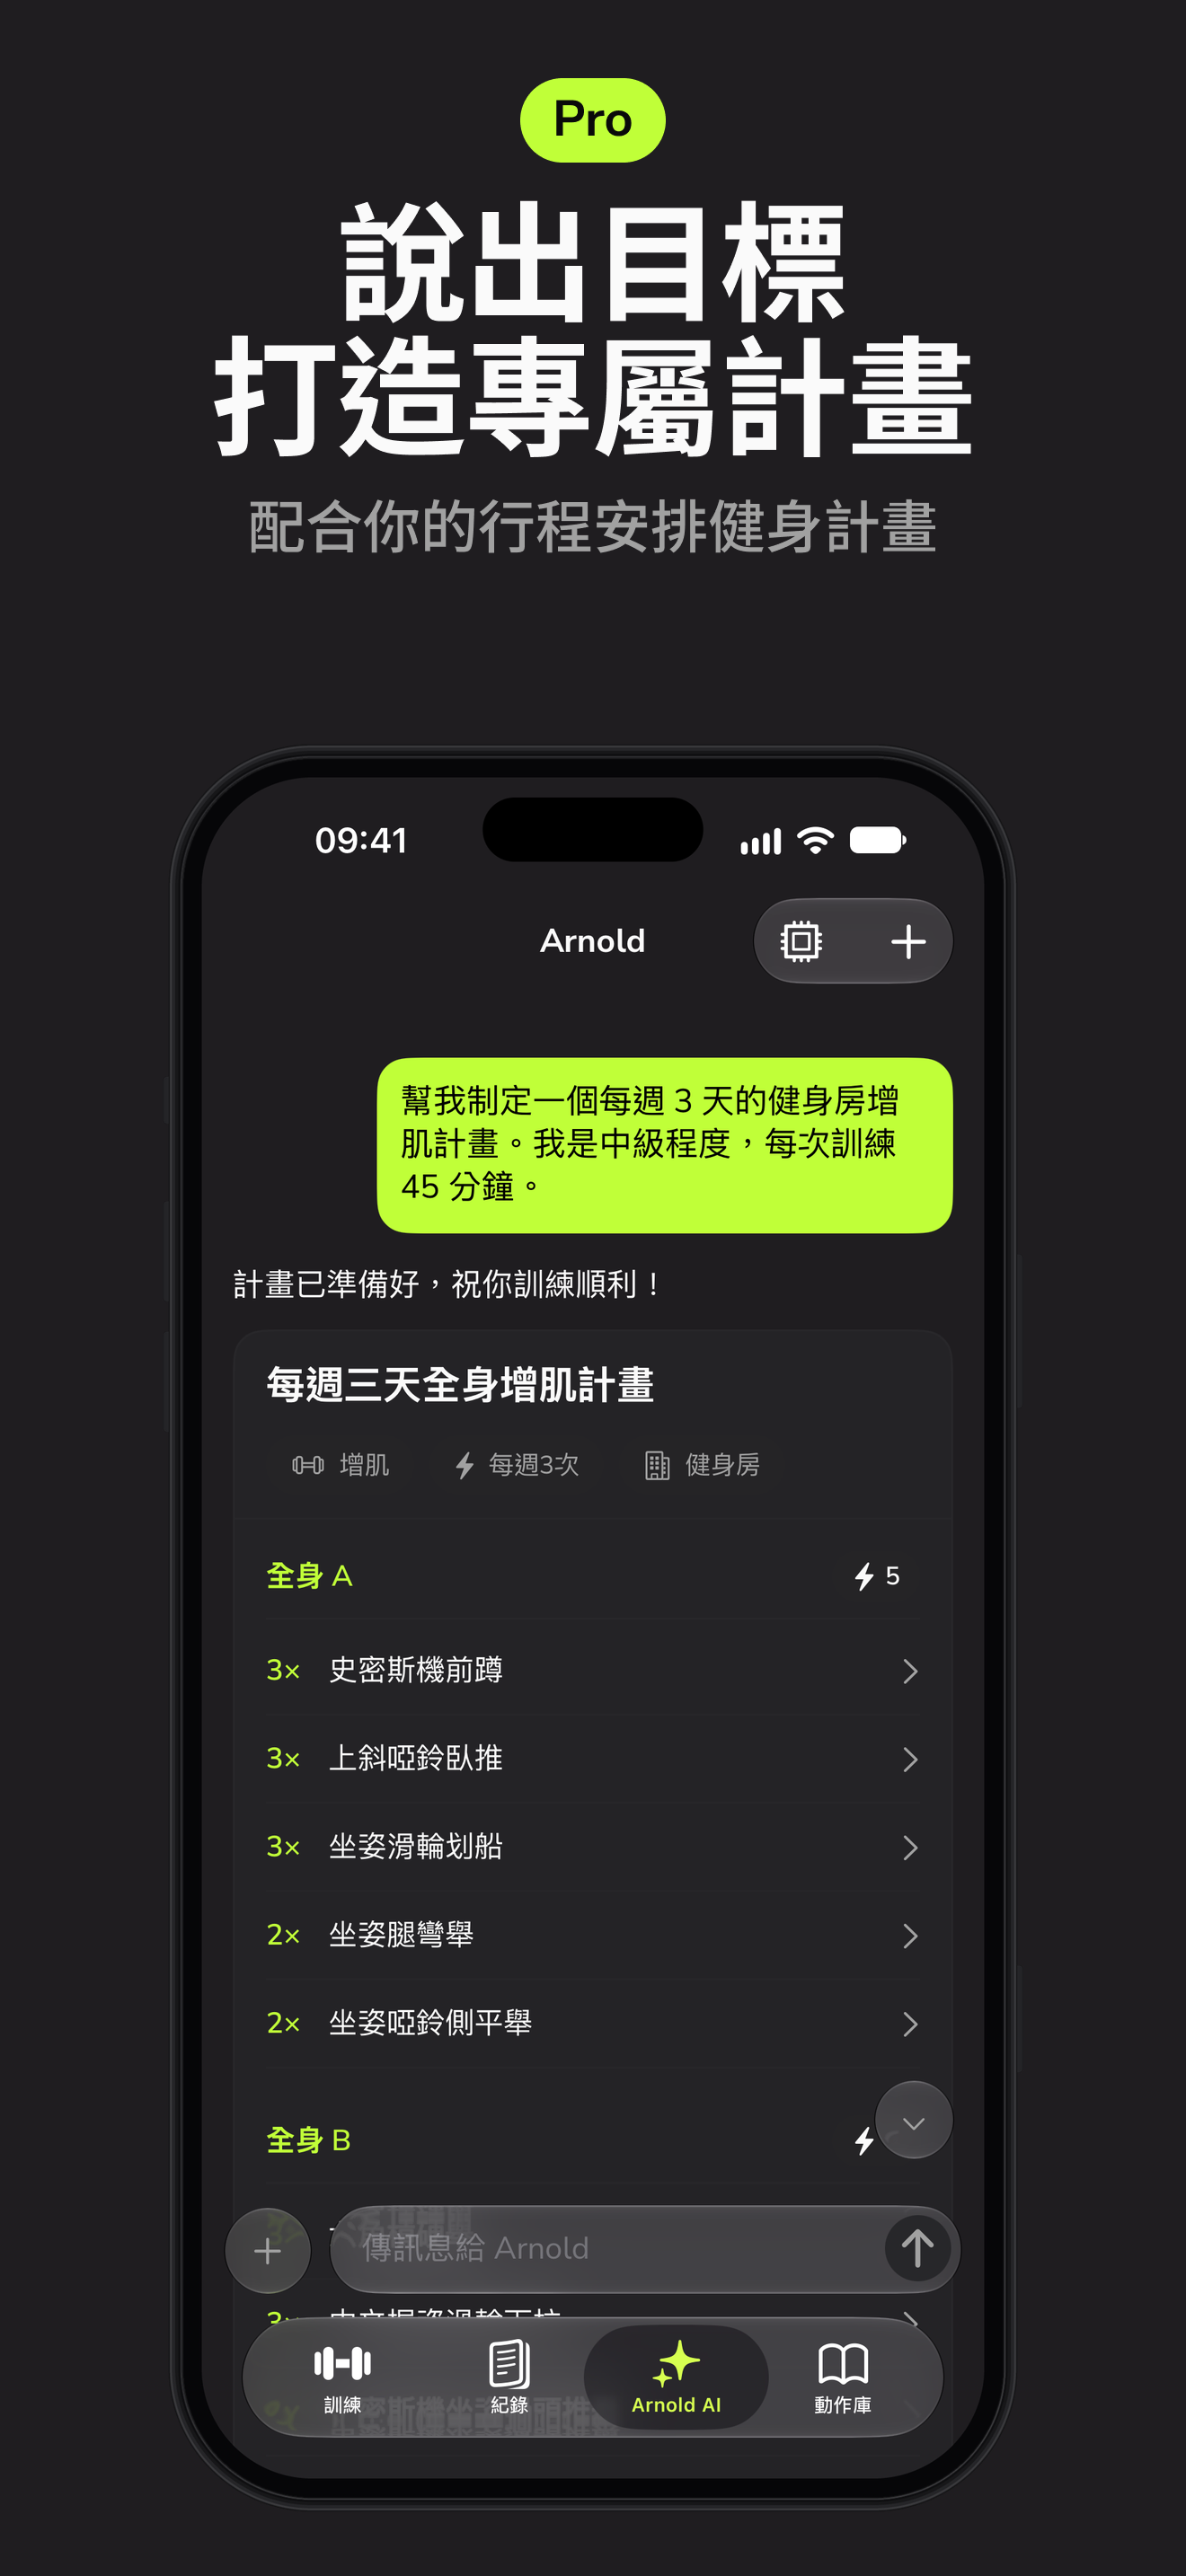 Pro
說出目標
打造專屬計畫
配合你的行程安排健身計畫
09:41
Arnold
幫我制定一個每週 3 天的健身房增
肌計畫。我是中級程度，每次訓練
45 分鐘。
計畫已準備好，祝你訓練順利！
每週三天全身增肌計畫
增肌 每週3次 健身房
全身 A 5
3× 史密斯機前蹲
3× 上斜啞鈴臥推
3× 坐姿滑輪划船
2× 坐姿腿彎舉
2× 坐姿啞鈴側平舉
全身 B
傳訊息給 Arnold
訓練 紀錄 Arnold AI 動作庫